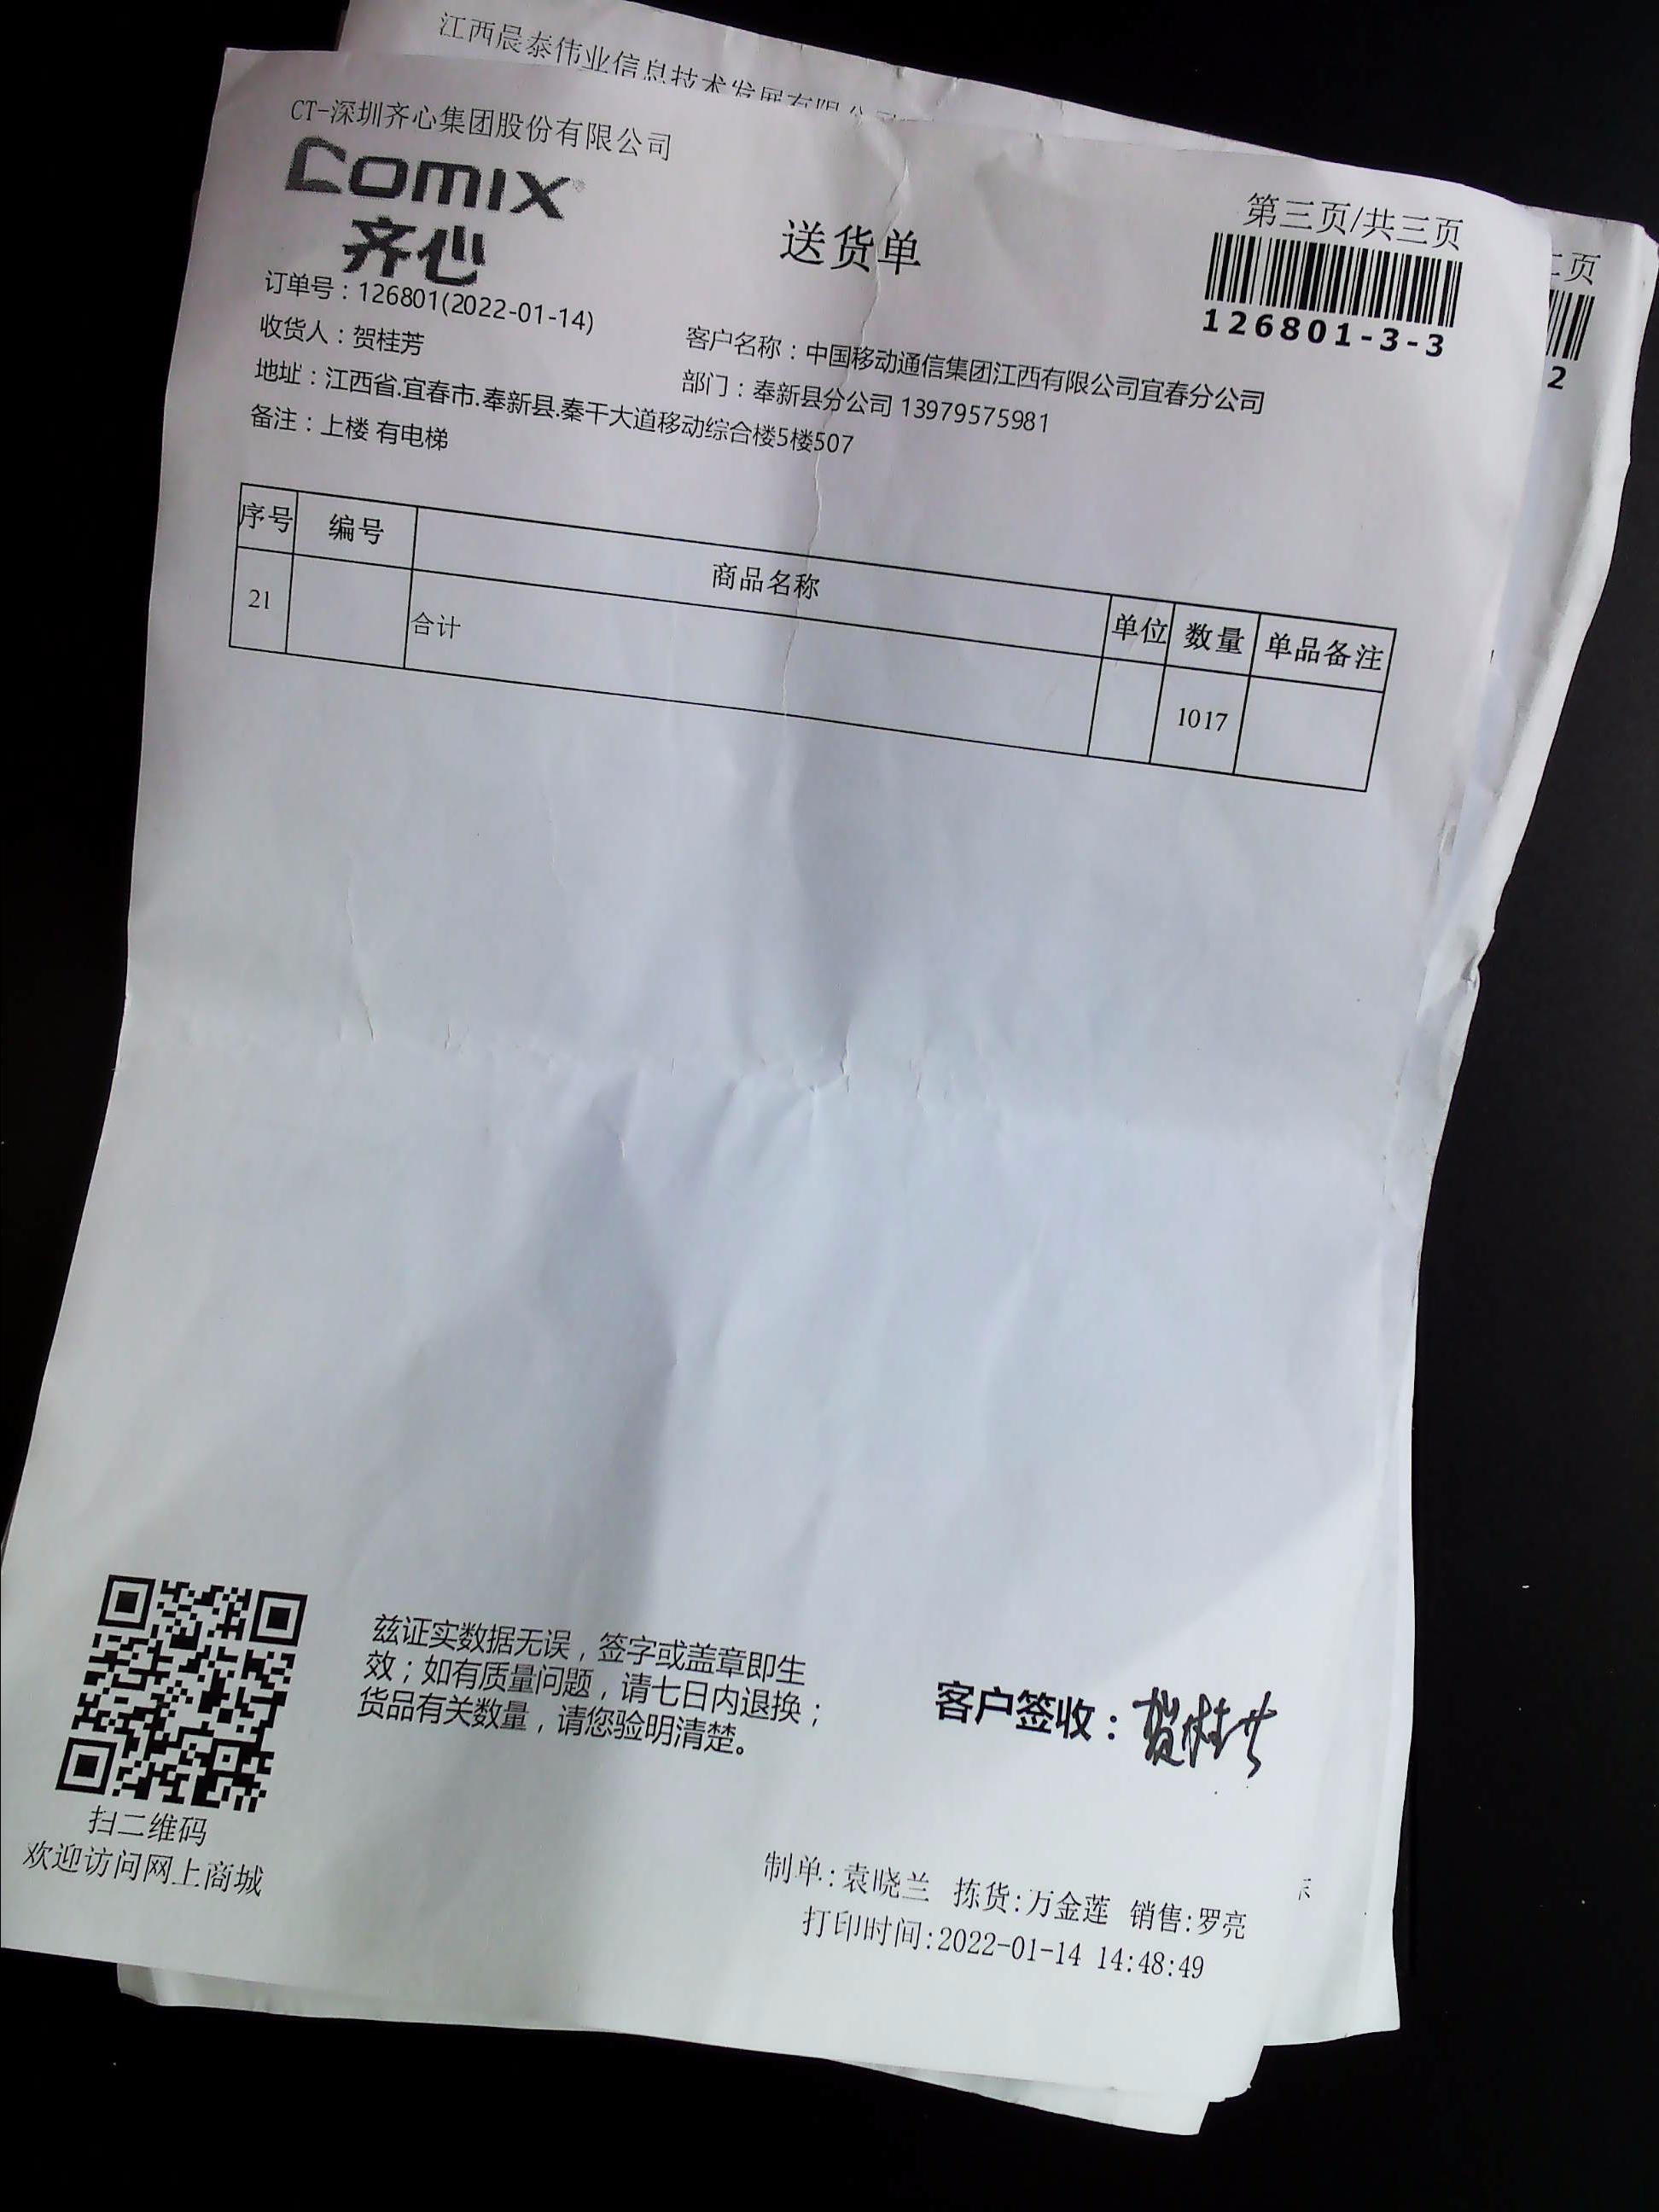 江西晨泰伟业信息技术发展有限公司
CT-深圳齐心集团股份有限公司
comix
齐心
送货单
第三页/共三页
二页
126801-3-3
2
订单号：126801(2022-01-14)
收货人：贺桂芳
客户名称：中国移动通信集团江西有限公司宜春分公司
地址：江西省.宜春市.奉新县.秦干大道移动综合楼5楼507
部门：奉新县分公司 13979575981
备注：上楼 有电梯
序号 编号 商品名称 单位 数量 单品备注
21 合计 1017
兹证实数据无误，签字或盖章即生
效；如有质量问题，请七日内退换；
货品有关数量，请您验明清楚。
客户签收：贺桂芳
扫二维码
欢迎访问网上商城
制单:袁晓兰 拣货:万金莲 销售:罗亮
打印时间:2022-01-14 14:48:49